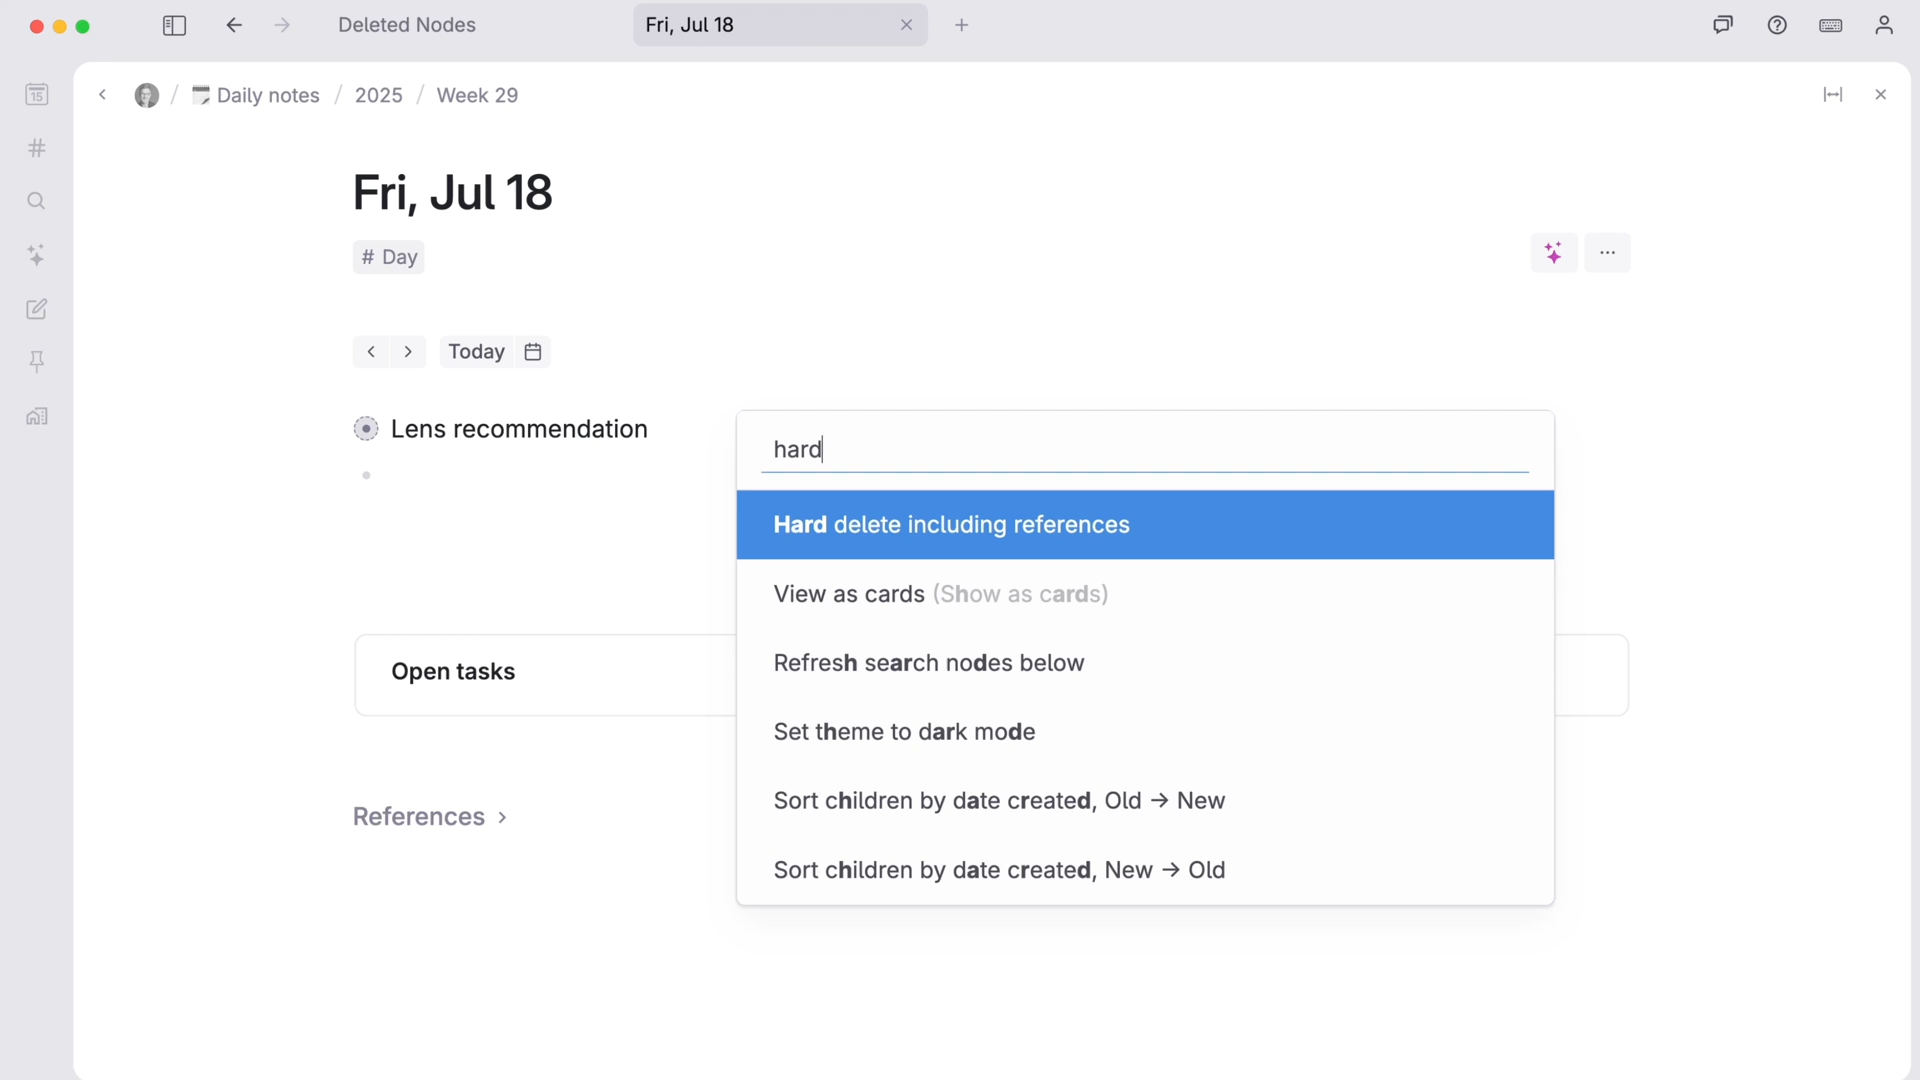 Deleted Nodes
Fri, Jul 18
15
/ Daily notes / 2025 / Week 29
Fri, Jul 18
# Day
Today
Lens recommendation
hard
Hard delete including references
View as cards (Show as cards)
Refresh search nodes below
Set theme to dark mode
Sort children by date created, Old → New
Sort children by date created, New → Old
Open tasks
References